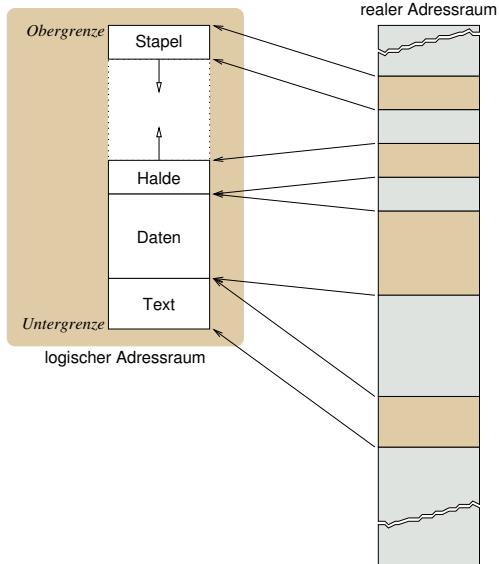 realer Adressraum
Obergrenze
Stapel
Halde
Daten
Text
Untergrenze
logischer Adressraum